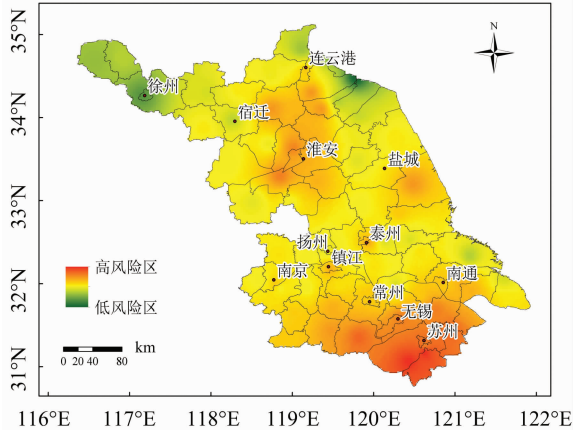 35°N
34°N
33°N
32°N
31°N
N
连云港
徐州
宿迁
淮安
盐城
泰州
扬州
镇江
南京
南通
常州
无锡
苏州
高风险区
低风险区
0 20 40 80 km
116°E 117°E 118°E 119°E 120°E 121°E 122°E